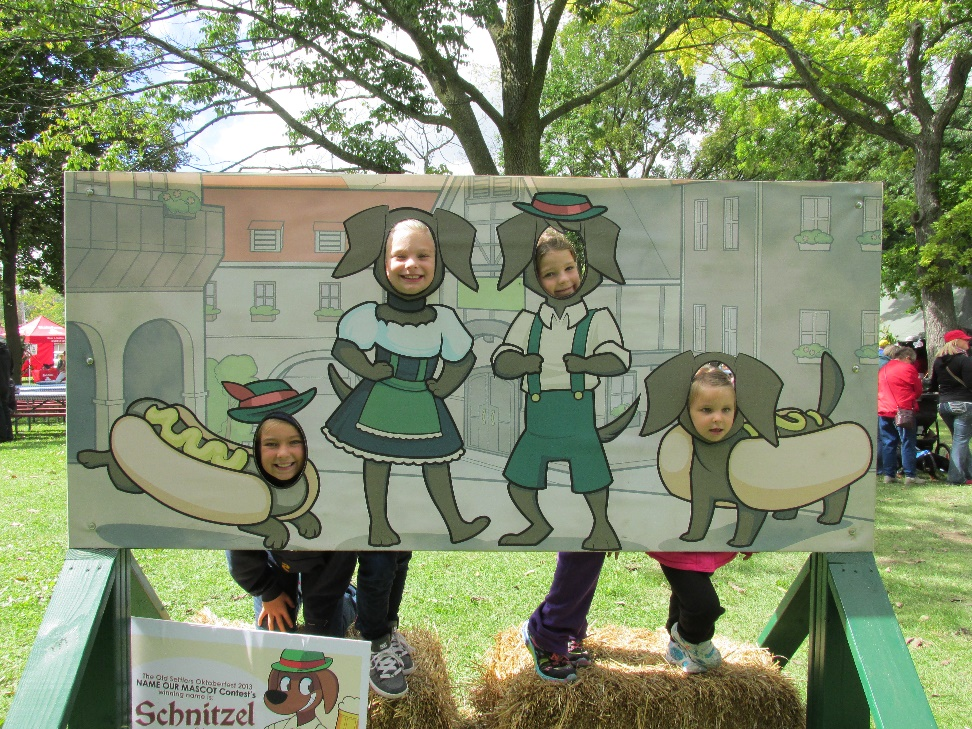 The Old Settlers Oktoberfest 2013
NAME OUR MASCOT Contest's
winning name is:
Schnitzel